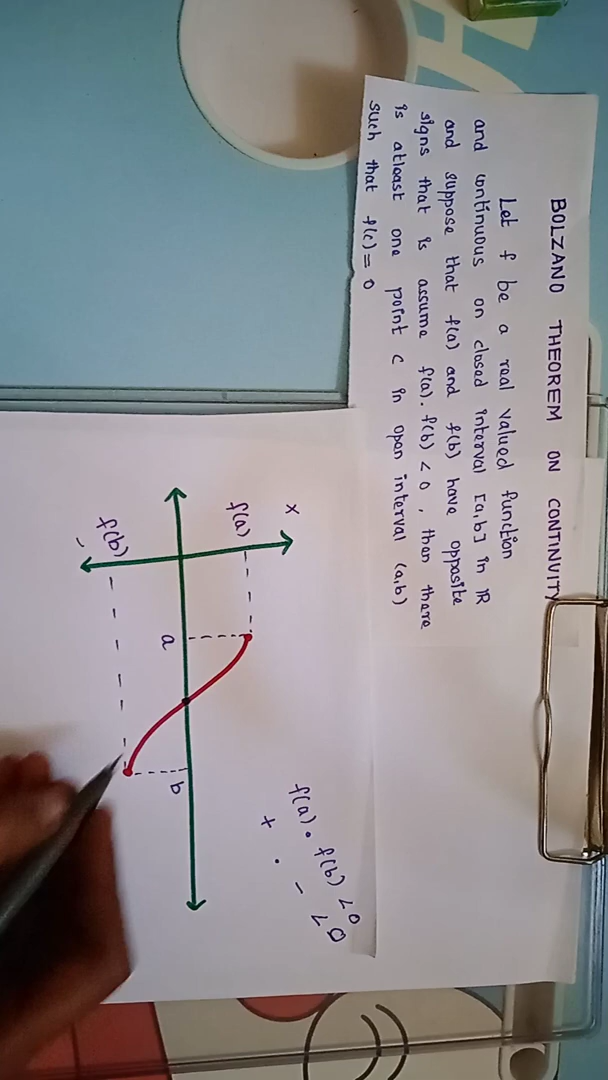 BOLZANO THEOREM ON CONTINUITY
Let f be a real valued function
and continuous on closed interval [a,b] in IR
and suppose that f(a) and f(b) have opposite
signs that is assume f(a). f(b) < 0 , then there
is atleast one point c in open interval (a,b)
such that f(c) = 0
x
f(a)
f(b)
a
b
f(a) • f(b) < 0
+ • - < 0